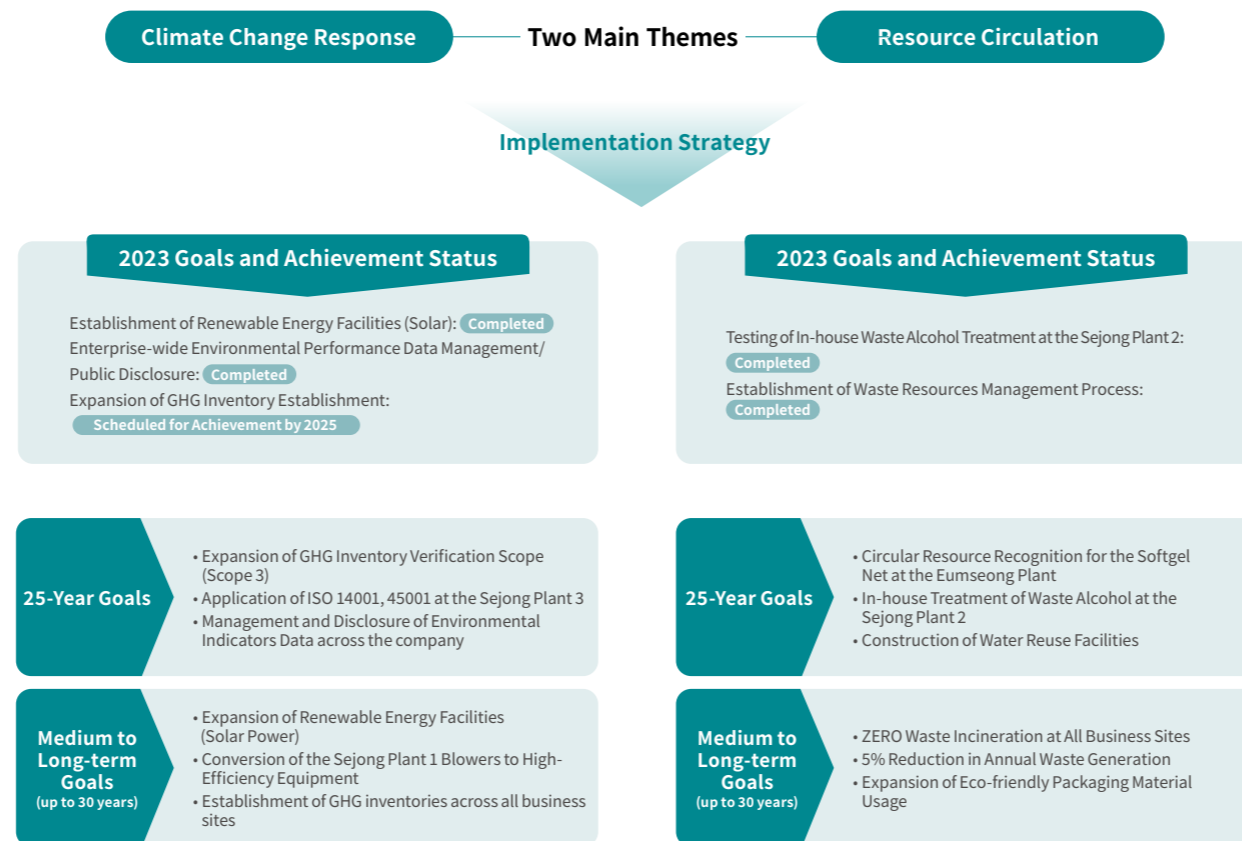 Climate Change Response
Two Main Themes
Resource Circulation
Implementation Strategy
2023 Goals and Achievement Status
Establishment of Renewable Energy Facilities (Solar): Completed
Enterprise-wide Environmental Performance Data Management/
Public Disclosure: Completed
Expansion of GHG Inventory Establishment:
Scheduled for Achievement by 2025
2023 Goals and Achievement Status
Testing of In-house Waste Alcohol Treatment at the Sejong Plant 2:
Completed
Establishment of Waste Resources Management Process:
Completed
25-Year Goals
• Expansion of GHG Inventory Verification Scope
(Scope 3)
• Application of ISO 14001, 45001 at the Sejong Plant 3
• Management and Disclosure of Environmental
Indicators Data across the company
25-Year Goals
• Circular Resource Recognition for the Softgel
Net at the Eumseong Plant
• In-house Treatment of Waste Alcohol at the
Sejong Plant 2
• Construction of Water Reuse Facilities
Medium to
Long-term
Goals
(up to 30 years)
• Expansion of Renewable Energy Facilities
(Solar Power)
• Conversion of the Sejong Plant 1 Blowers to High-
Efficiency Equipment
• Establishment of GHG inventories across all business
sites
Medium to
Long-term
Goals
(up to 30 years)
• ZERO Waste Incineration at All Business Sites
• 5% Reduction in Annual Waste Generation
• Expansion of Eco-friendly Packaging Material
Usage